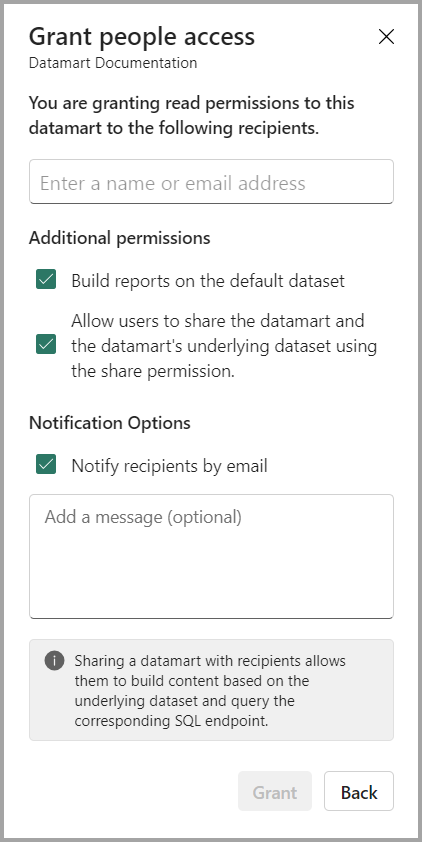 Grant people access
Datamart Documentation
You are granting read permissions to this
datamart to the following recipients.
Enter a name or email address
Additional permissions
Build reports on the default dataset
Allow users to share the datamart and
the datamart's underlying dataset using
the share permission.
Notification Options
Notify recipients by email
Add a message (optional)
Sharing a datamart with recipients allows
them to build content based on the
underlying dataset and query the
corresponding SQL endpoint.
Grant
Back